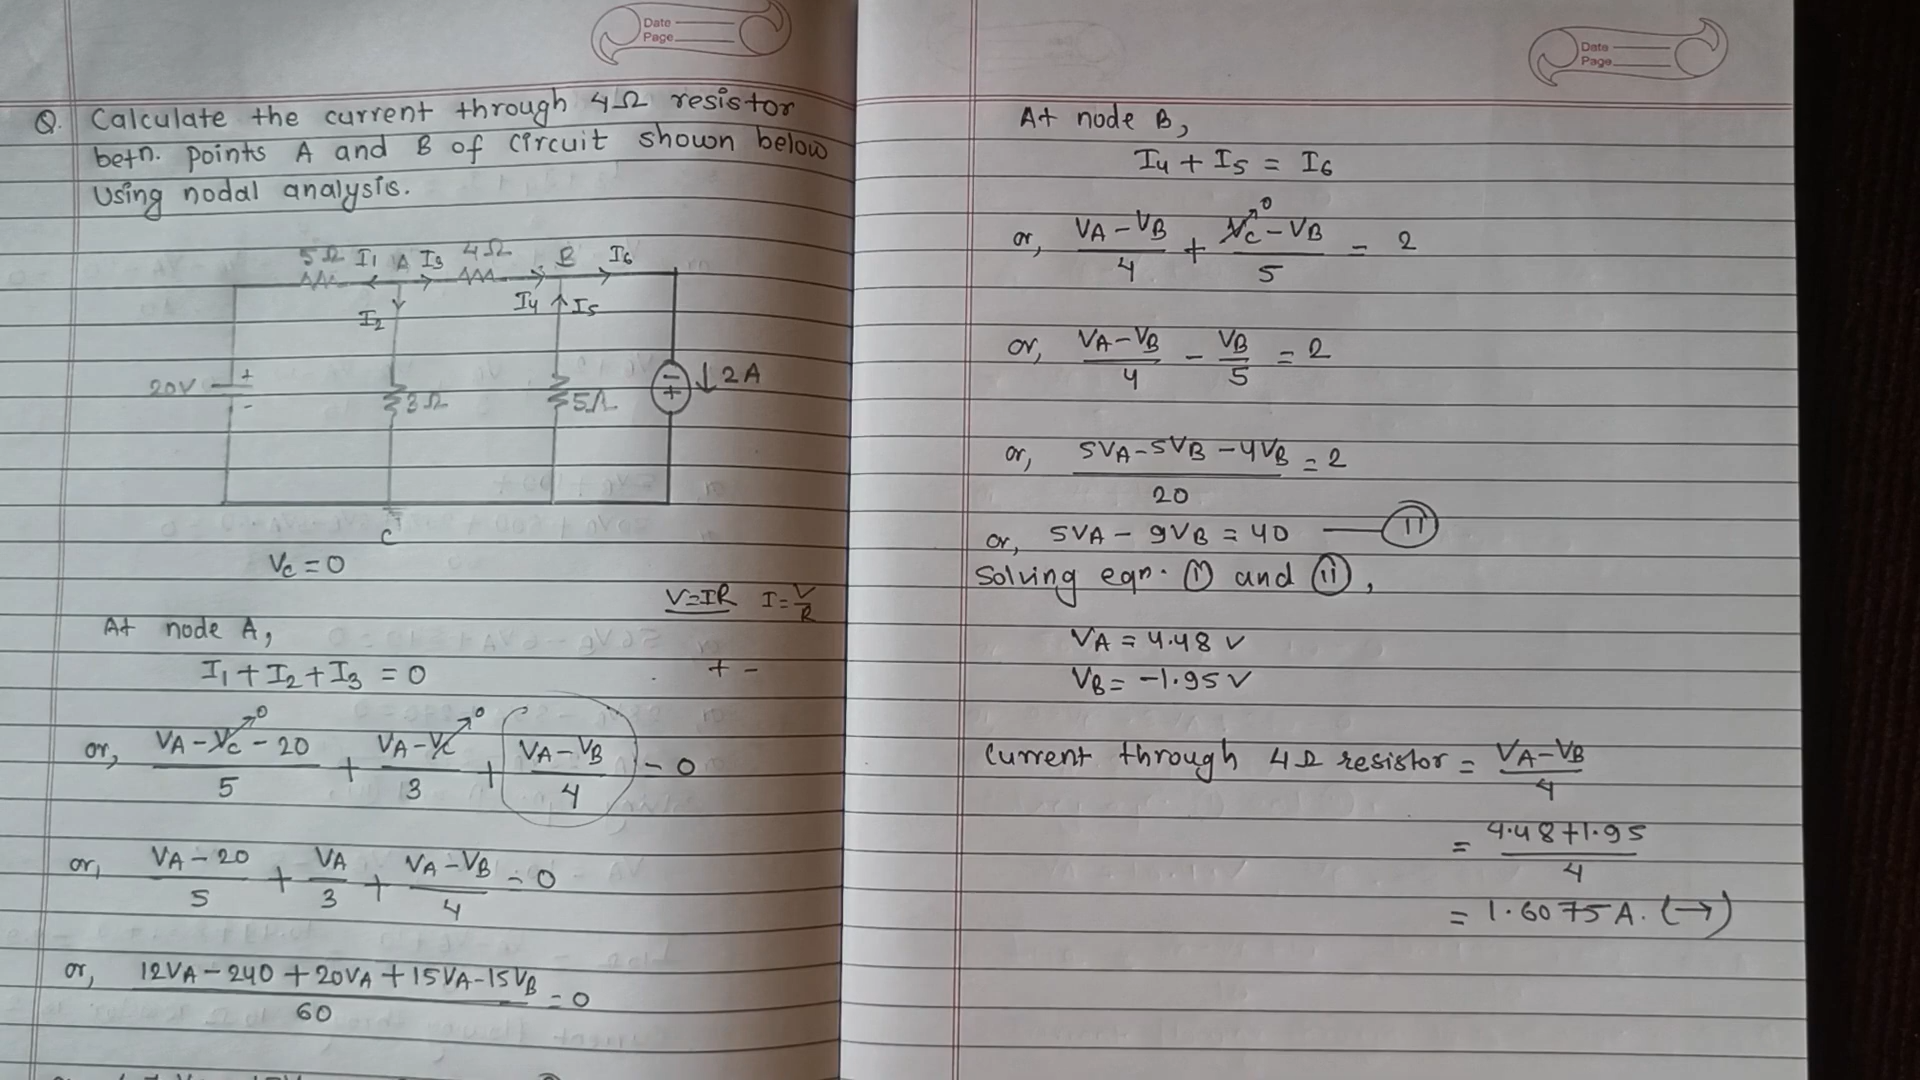 Date
Page
Q. Calculate the current through 4Ω resistor
betn. points A and B of circuit shown below
Using nodal analysis.
5Ω I₁ A I₃ 4Ω B I₆
I₂ I₄ I₅
20V + - 3Ω 5Ω - + 2A
C
Vc = 0
V=IR I=V/R
At node A,
I₁ + I₂ + I₃ = 0
+ -
or, (VA - Vc - 20)/5 + (VA - Vc)/3 + (VA - VB)/4 = 0
or, (VA - 20)/5 + VA/3 + (VA - VB)/4 = 0
or, (12VA - 240 + 20VA + 15VA - 15VB)/60 = 0
Date
Page
At node B,
I₄ + I₅ = I₆
or, (VA - VB)/4 + (Vc - VB)/5 = 2
or, (VA - VB)/4 - VB/5 = 2
or, (5VA - 5VB - 4VB)/20 = 2
or, 5VA - 9VB = 40 — (ii)
Solving eqn. (i) and (ii),
VA = 4.48 V
VB = -1.95 V
Current through 4Ω resistor = (VA - VB)/4
= (4.48 + 1.95)/4
= 1.6075 A. (→)